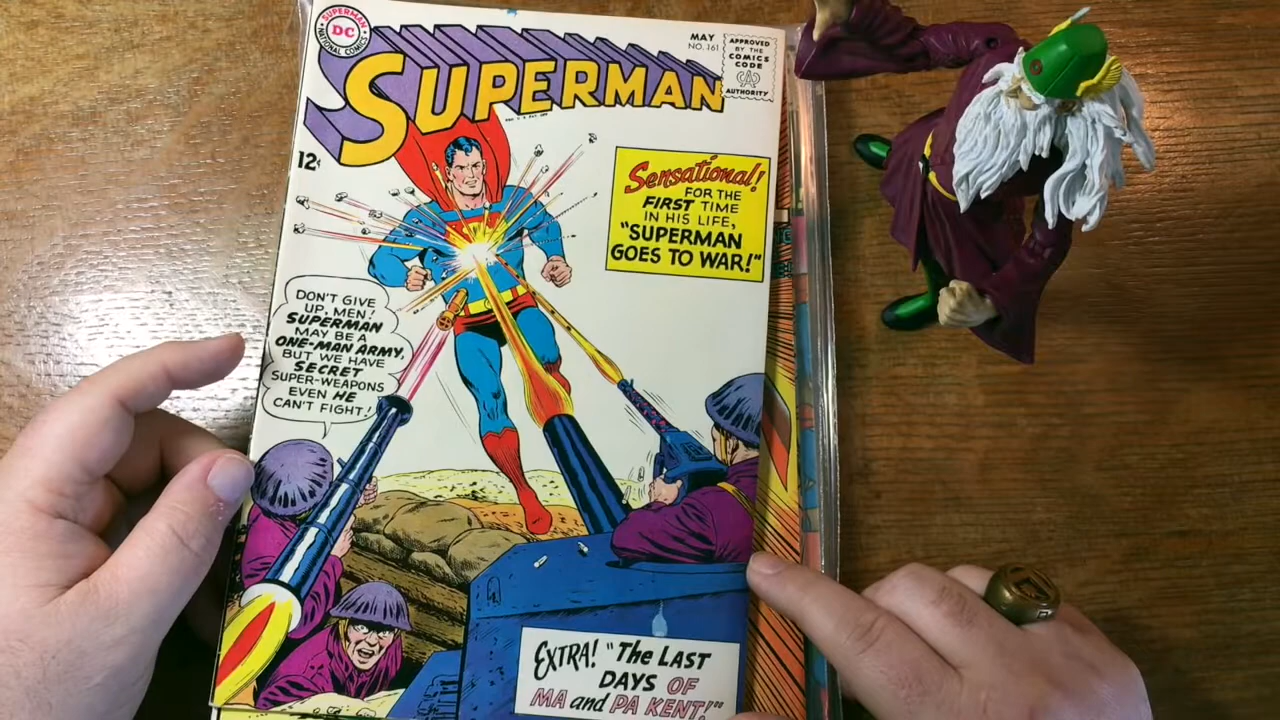 SUPERMAN
DC
NATIONAL COMICS
MAY
NO. 161
APPROVED
BY THE
COMICS
CODE
AUTHORITY
SUPERMAN
12¢
Sensational!
FOR THE
FIRST TIME
IN HIS LIFE,
"SUPERMAN
GOES TO WAR!"
DON'T GIVE
UP, MEN!
SUPERMAN
MAY BE A
ONE-MAN ARMY,
BUT WE HAVE
SECRET
SUPER-WEAPONS
EVEN HE
CAN'T FIGHT!
EXTRA! "THE LAST
DAYS OF
MA and PA KENT!"